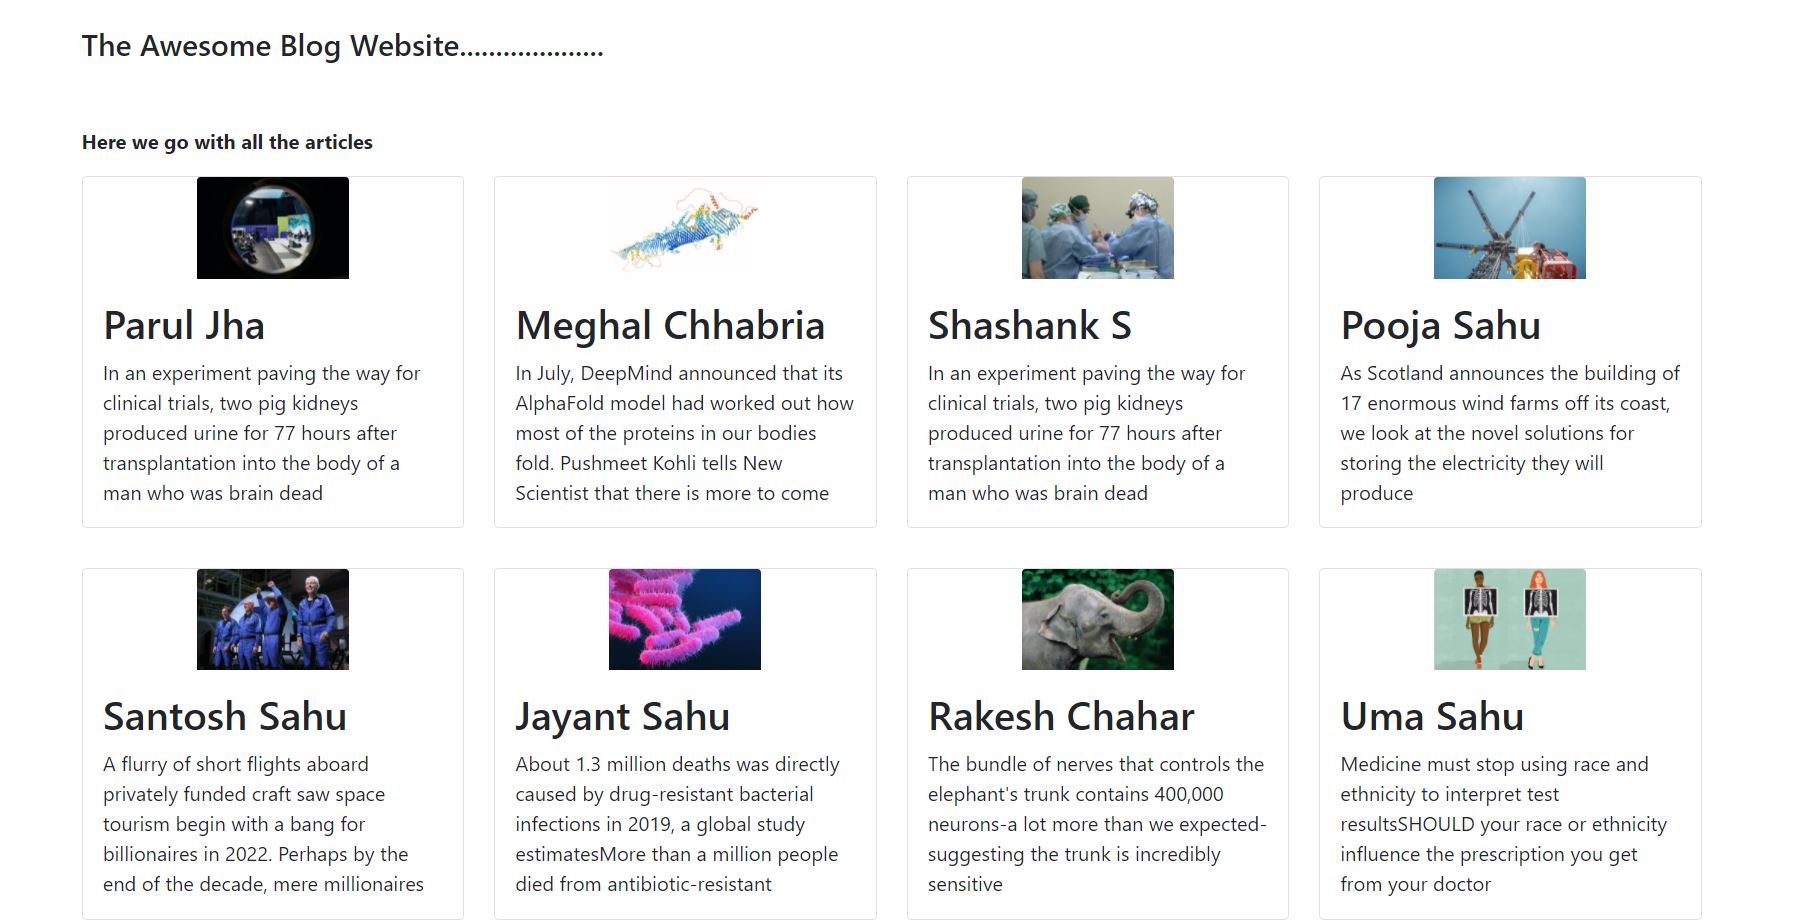 The Awesome Blog Website....................
Here we go with all the articles
Parul Jha
In an experiment paving the way for
clinical trials, two pig kidneys
produced urine for 77 hours after
transplantation into the body of a
man who was brain dead
Meghal Chhabria
In July, DeepMind announced that its
AlphaFold model had worked out how
most of the proteins in our bodies
fold. Pushmeet Kohli tells New
Scientist that there is more to come
Shashank S
In an experiment paving the way for
clinical trials, two pig kidneys
produced urine for 77 hours after
transplantation into the body of a
man who was brain dead
Pooja Sahu
As Scotland announces the building of
17 enormous wind farms off its coast,
we look at the novel solutions for
storing the electricity they will
produce
Santosh Sahu
A flurry of short flights aboard
privately funded craft saw space
tourism begin with a bang for
billionaires in 2022. Perhaps by the
end of the decade, mere millionaires
Jayant Sahu
About 1.3 million deaths was directly
caused by drug-resistant bacterial
infections in 2019, a global study
estimatesMore than a million people
died from antibiotic-resistant
Rakesh Chahar
The bundle of nerves that controls the
elephant's trunk contains 400,000
neurons-a lot more than we expected-
suggesting the trunk is incredibly
sensitive
Uma Sahu
Medicine must stop using race and
ethnicity to interpret test
resultsSHOULD your race or ethnicity
influence the prescription you get
from your doctor